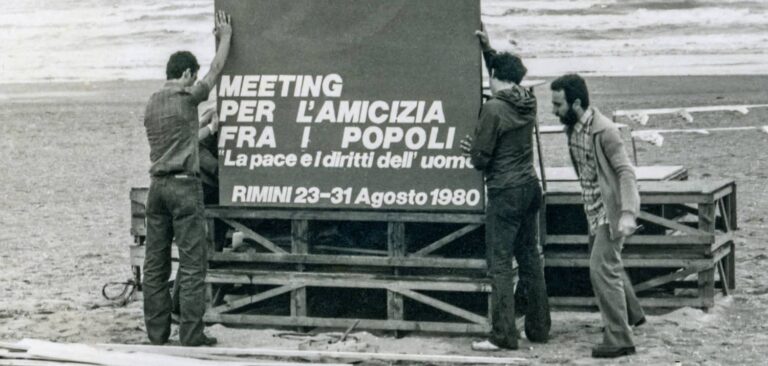 MEETING
PER L'AMICIZIA
FRA I POPOLI
"La pace e i diritti dell' uomo
RIMINI 23-31 Agosto 1980